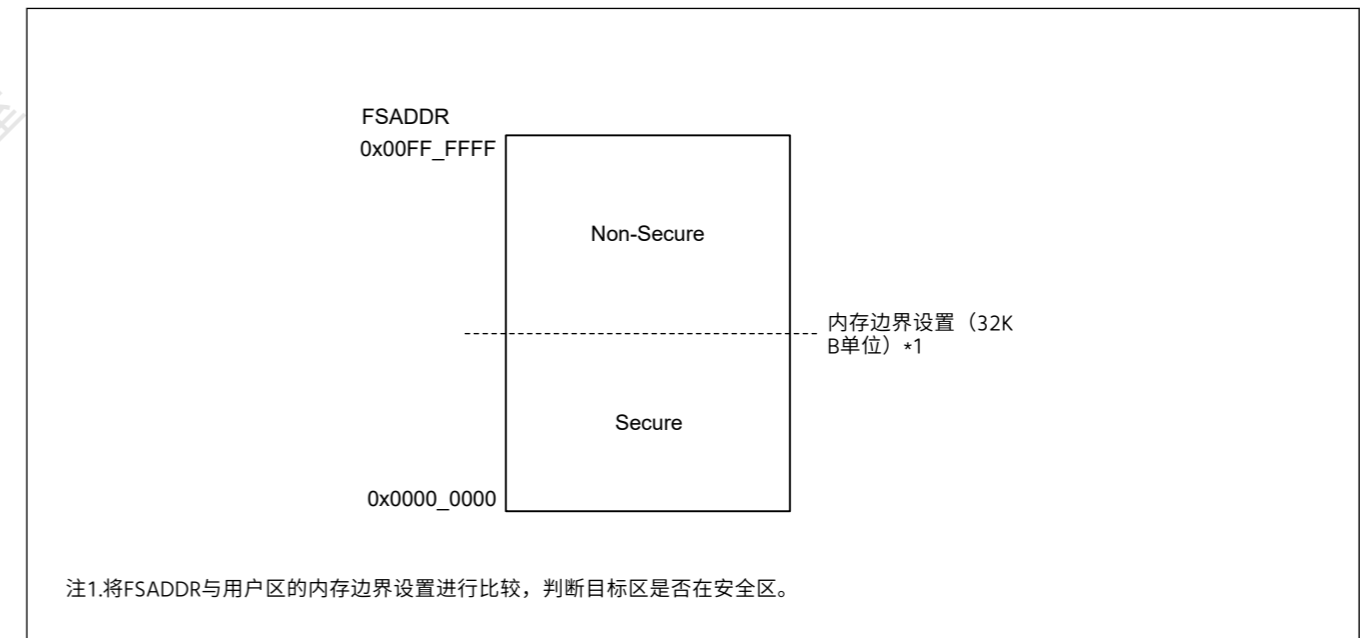 FSADDR
0x00FF_FFFF
Non-Secure
内存边界设置（32K
B单位）*1
Secure
0x0000_0000
注1.将FSADDR与用户区的内存边界设置进行比较，判断目标区是否在安全区。